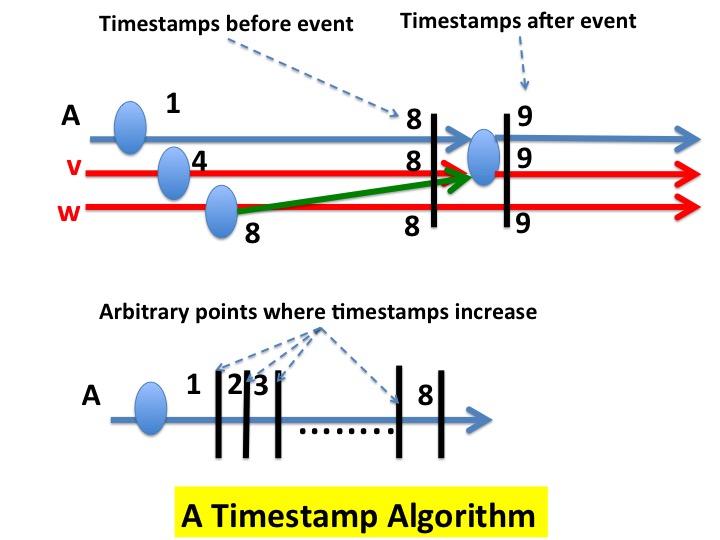 Timestamps before event
Timestamps after event
A 1 8 9
v 4 8 9
w 8 8 9
Arbitrary points where timestamps increase
A 1 2 3 ........ 8
A Timestamp Algorithm